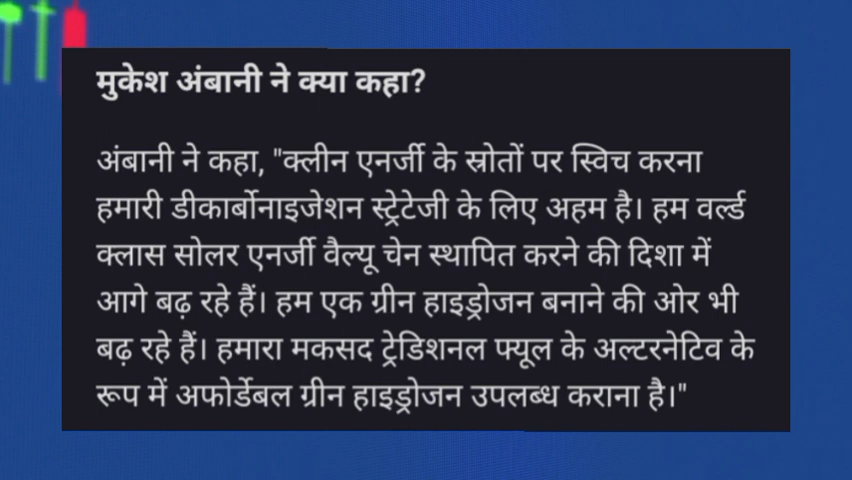 मुकेश अंबानी ने क्या कहा?
अंबानी ने कहा, "क्लीन एनर्जी के स्रोतों पर स्विच करना
हमारी डीकार्बोनाइजेशन स्ट्रेटेजी के लिए अहम है। हम वर्ल्ड
क्लास सोलर एनर्जी वैल्यू चेन स्थापित करने की दिशा में
आगे बढ़ रहे हैं। हम एक ग्रीन हाइड्रोजन बनाने की ओर भी
बढ़ रहे हैं। हमारा मकसद ट्रेडिशनल फ्यूल के अल्टरनेटिव के
रूप में अफोर्डेबल ग्रीन हाइड्रोजन उपलब्ध कराना है।"